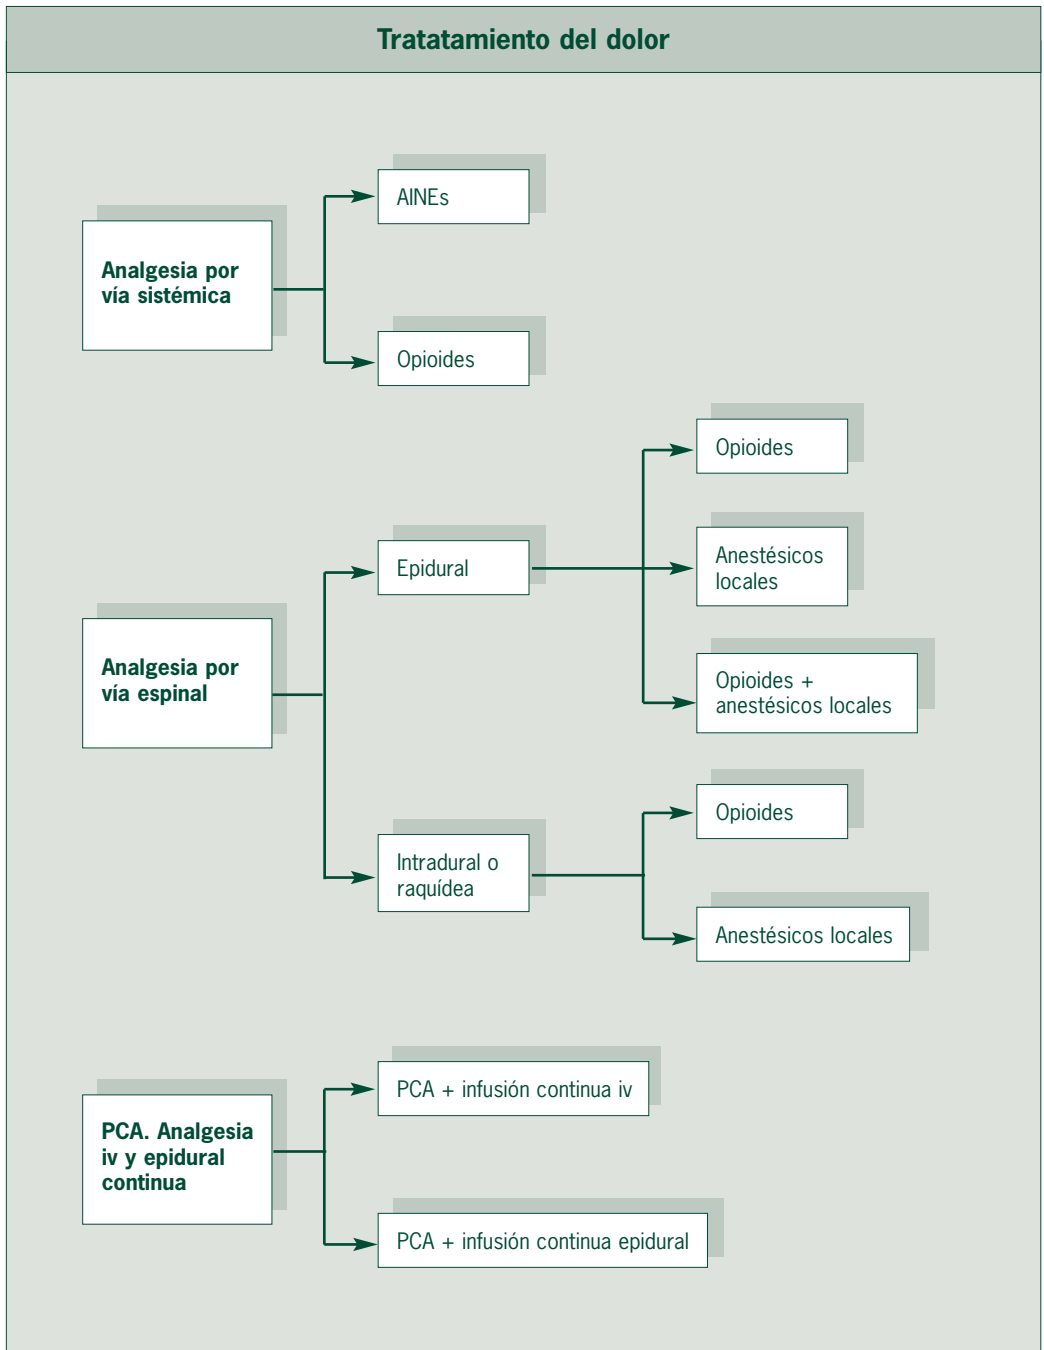 Tratatamiento del dolor
AINEs
Analgesia por
vía sistémica
Opioides
Opioides
Anestésicos
locales
Epidural
Analgesia por
vía espinal
Opioides +
anestésicos locales
Opioides
Intradural o
raquídea
Anestésicos locales
PCA + infusión continua iv
PCA. Analgesia
iv y epidural
continua
PCA + infusión continua epidural